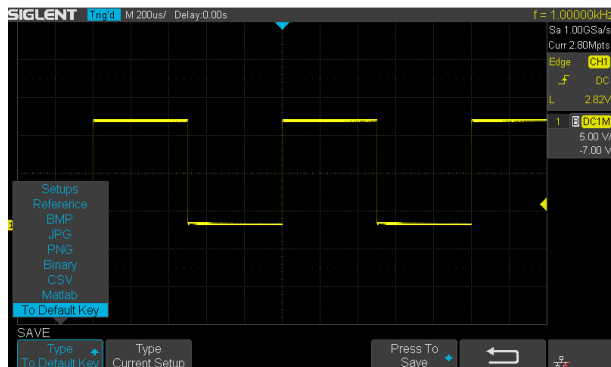 SIGLENT Trig'd M 200us/ Delay:0.00s f = 1.00000kHz
Sa 1.00GSa/s
Curr 2.80Mpts
Edge CH1
DC
L 2.82V
1 B DC1M
5.00 V/
-7.00 V
1
Setups
Reference
BMP
JPG
PNG
Binary
CSV
Matlab
To Default Key
SAVE
Type
To Default Key
Type
Current Setup
Press To
Save